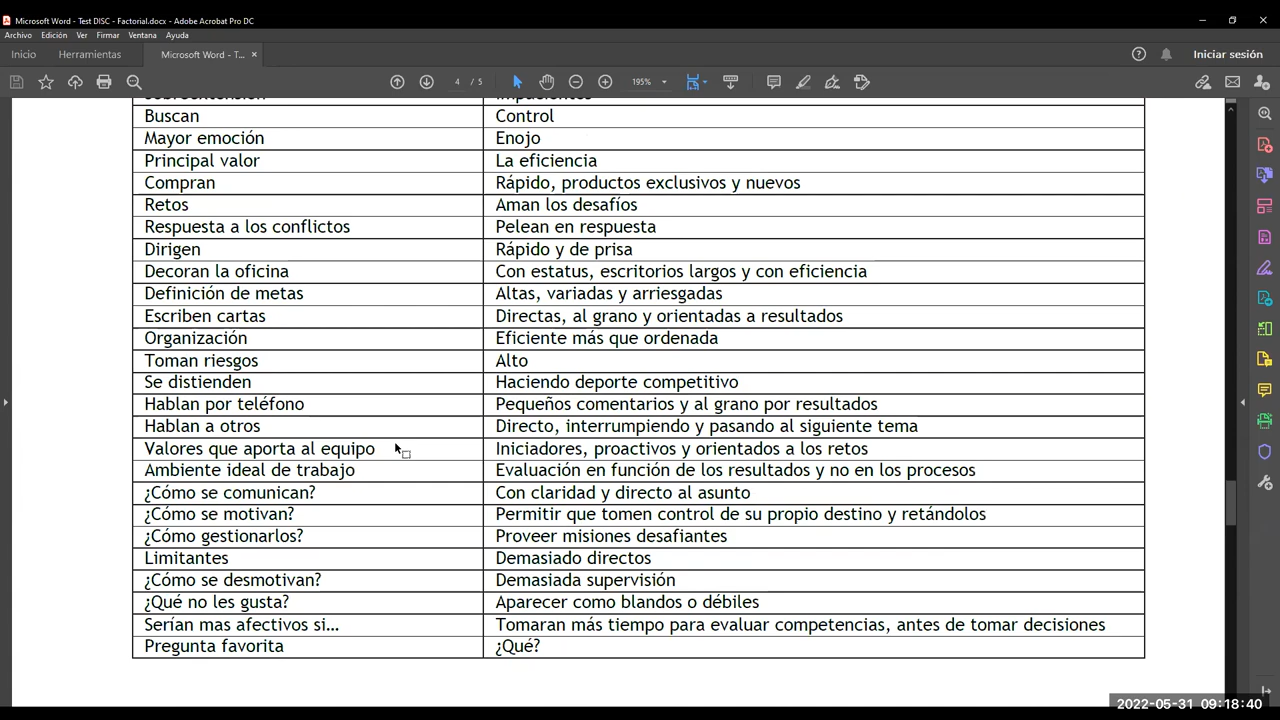 Microsoft Word - Test DISC - Factorial.docx - Adobe Acrobat Pro DC
Archivo Edición Ver Firmar Ventana Ayuda
Inicio Herramientas Microsoft Word - T... × Iniciar sesión
4 / 5 195%
Sobreextensión Impacientes
Buscan Control
Mayor emoción Enojo
Principal valor La eficiencia
Compran Rápido, productos exclusivos y nuevos
Retos Aman los desafíos
Respuesta a los conflictos Pelean en respuesta
Dirigen Rápido y de prisa
Decoran la oficina Con estatus, escritorios largos y con eficiencia
Definición de metas Altas, variadas y arriesgadas
Escriben cartas Directas, al grano y orientadas a resultados
Organización Eficiente más que ordenada
Toman riesgos Alto
Se distienden Haciendo deporte competitivo
Hablan por teléfono Pequeños comentarios y al grano por resultados
Hablan a otros Directo, interrumpiendo y pasando al siguiente tema
Valores que aporta al equipo Iniciadores, proactivos y orientados a los retos
Ambiente ideal de trabajo Evaluación en función de los resultados y no en los procesos
¿Cómo se comunican? Con claridad y directo al asunto
¿Cómo se motivan? Permitir que tomen control de su propio destino y retándolos
¿Cómo gestionarlos? Proveer misiones desafiantes
Limitantes Demasiado directos
¿Cómo se desmotivan? Demasiada supervisión
¿Qué no les gusta? Aparecer como blandos o débiles
Serían mas afectivos si... Tomaran más tiempo para evaluar competencias, antes de tomar decisiones
Pregunta favorita ¿Qué?
2022-05-31 09:18:40